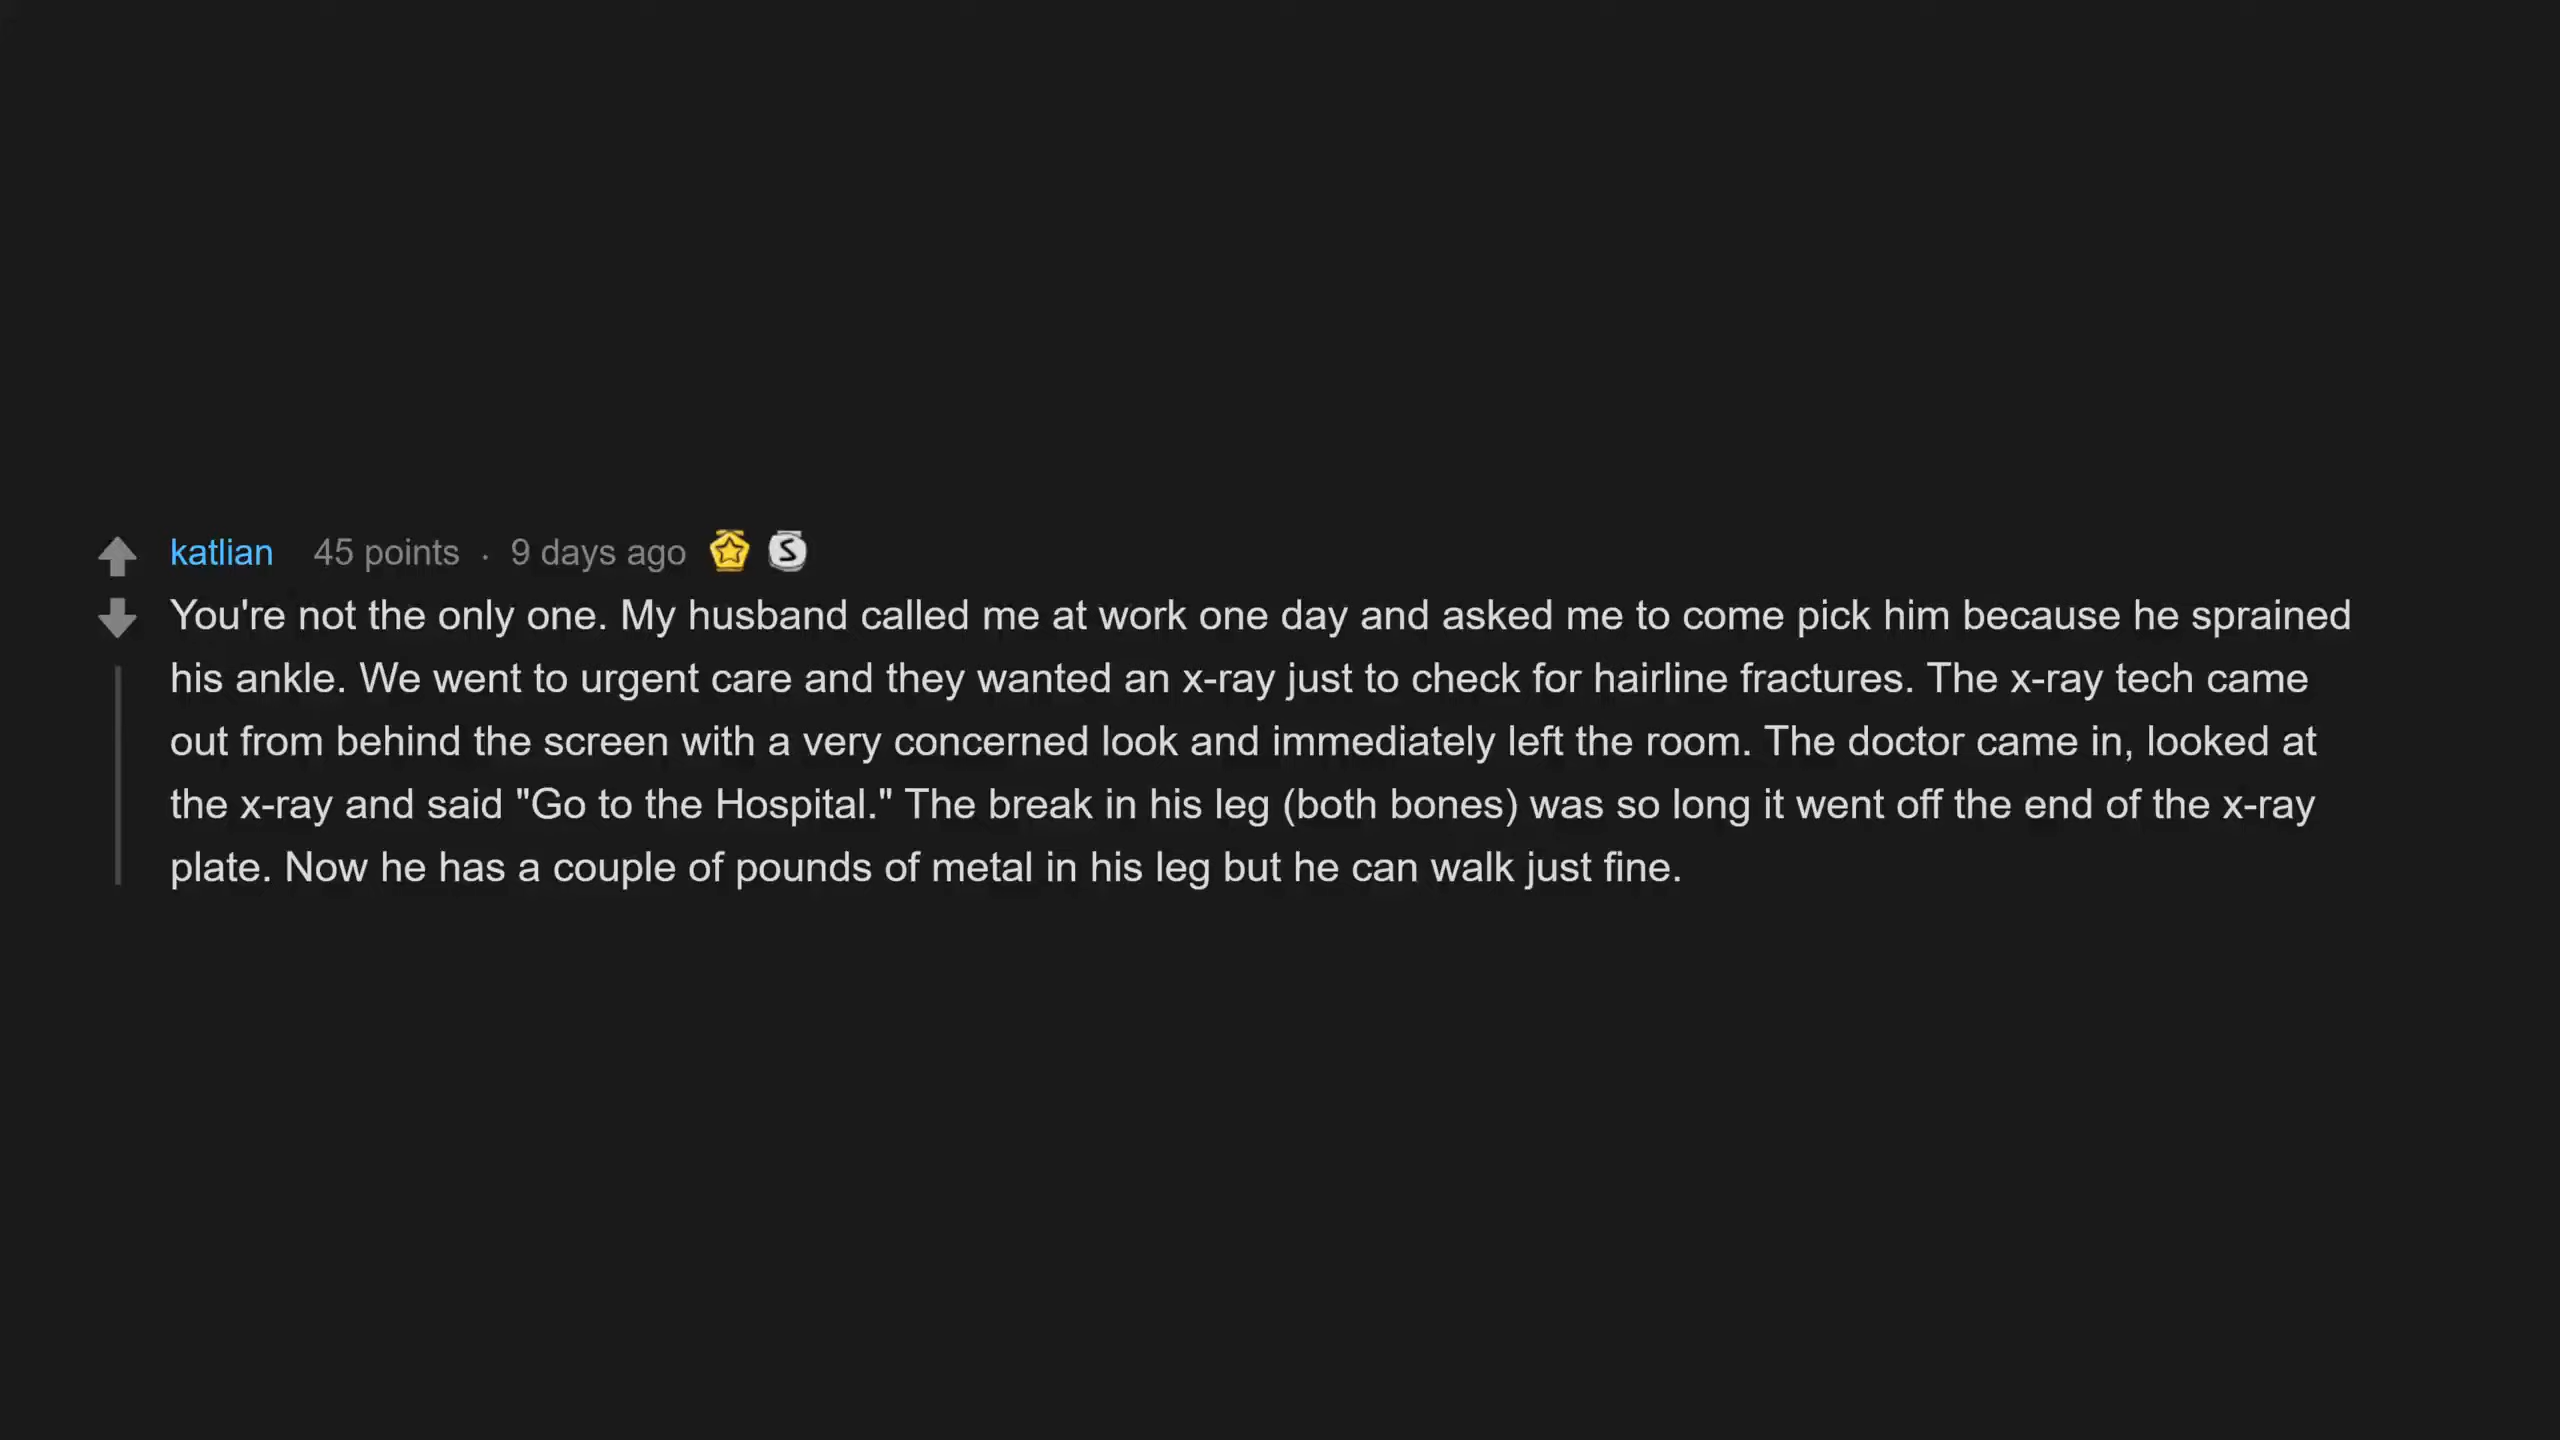 katlian 45 points · 9 days ago
You're not the only one. My husband called me at work one day and asked me to come pick him because he sprained
his ankle. We went to urgent care and they wanted an x-ray just to check for hairline fractures. The x-ray tech came
out from behind the screen with a very concerned look and immediately left the room. The doctor came in, looked at
the x-ray and said "Go to the Hospital." The break in his leg (both bones) was so long it went off the end of the x-ray
plate. Now he has a couple of pounds of metal in his leg but he can walk just fine.